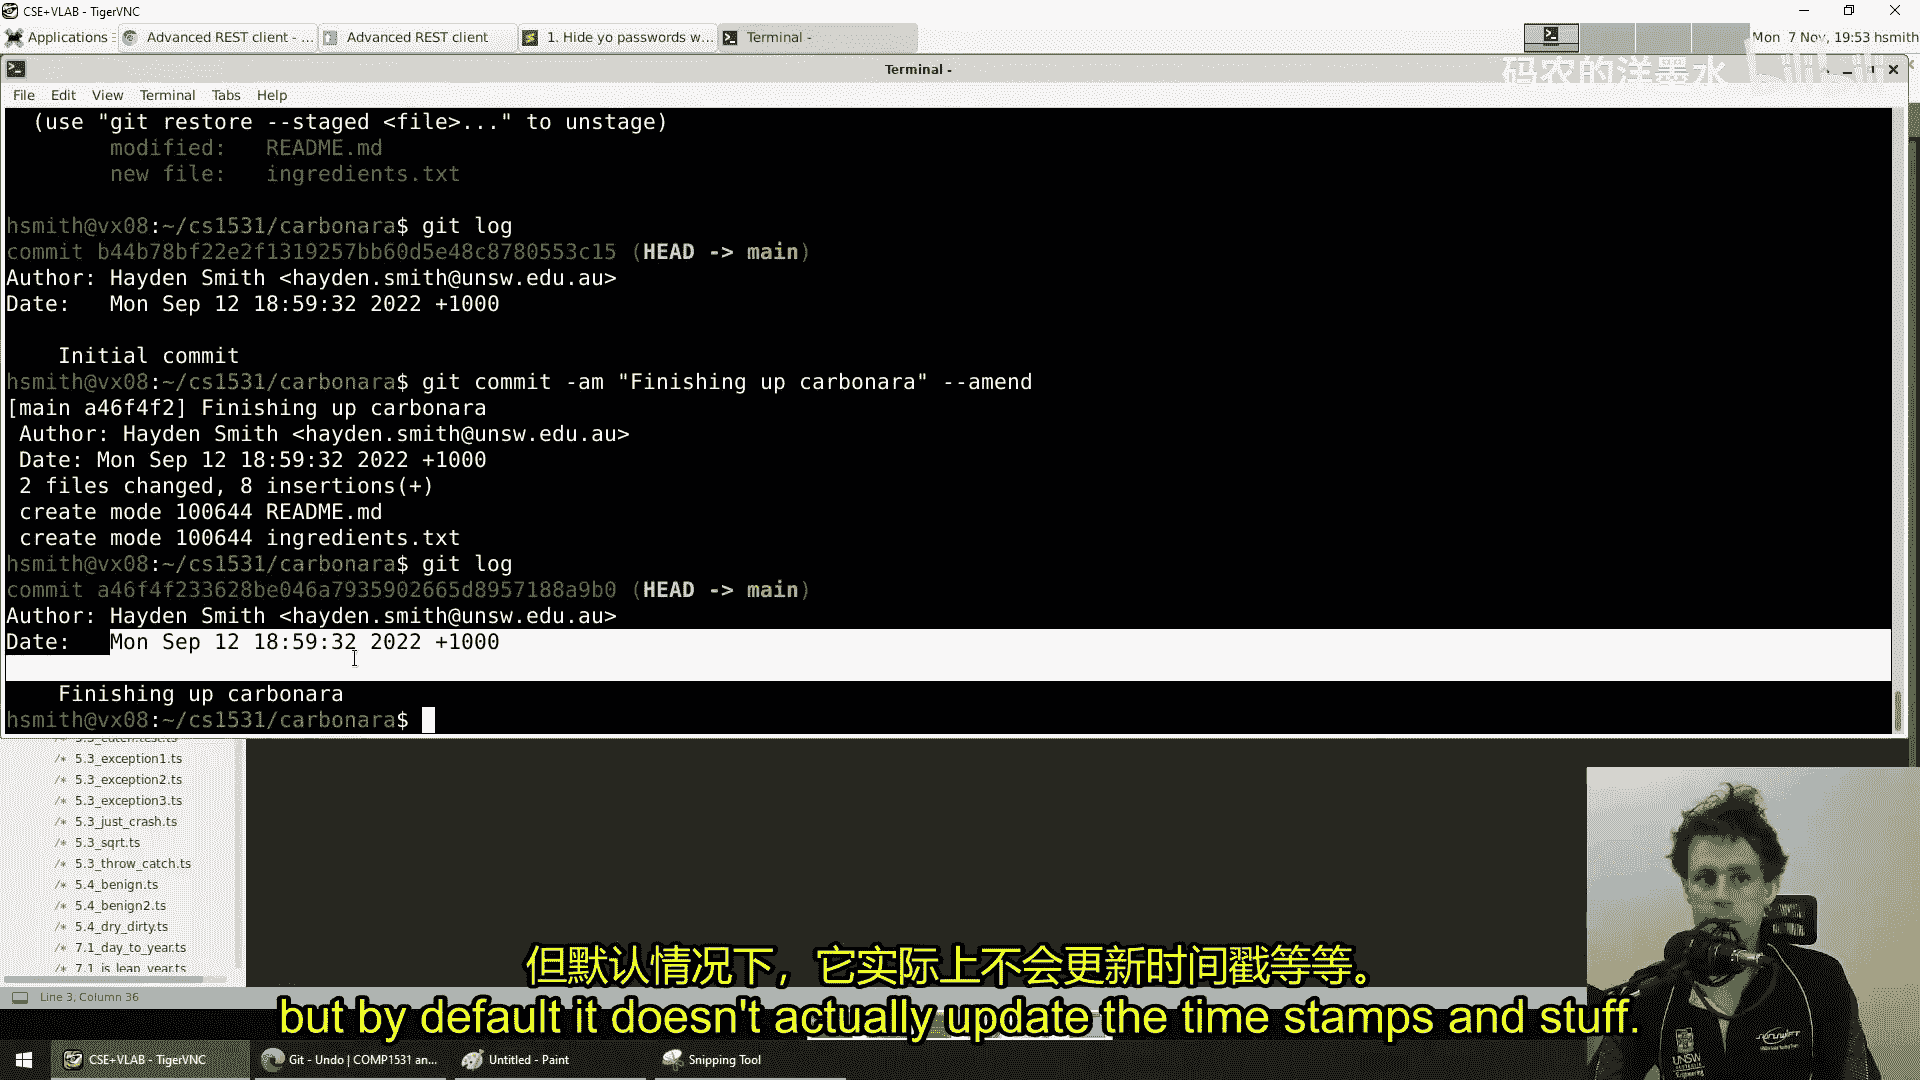 CSE+VLAB - TigerVNC
Applications
Advanced REST client - ...
Advanced REST client
1. Hide yo passwords w...
Terminal -
Mon 7 Nov, 19:53 hsmith
Terminal -
码农的洋墨水
bilibili
File Edit View Terminal Tabs Help
(use "git restore --staged <file>..." to unstage)
modified: README.md
new file: ingredients.txt
hsmith@vx08:~/cs1531/carbonara$ git log
commit b44b78bf22e2f1319257bb60d5e48c8780553c15 (HEAD -> main)
Author: Hayden Smith <hayden.smith@unsw.edu.au>
Date: Mon Sep 12 18:59:32 2022 +1000
Initial commit
hsmith@vx08:~/cs1531/carbonara$ git commit -am "Finishing up carbonara" --amend
[main a46f4f2] Finishing up carbonara
Author: Hayden Smith <hayden.smith@unsw.edu.au>
Date: Mon Sep 12 18:59:32 2022 +1000
2 files changed, 8 insertions(+)
create mode 100644 README.md
create mode 100644 ingredients.txt
hsmith@vx08:~/cs1531/carbonara$ git log
commit a46f4f233628be046a7935902665d8957188a9b0 (HEAD -> main)
Author: Hayden Smith <hayden.smith@unsw.edu.au>
Date: Mon Sep 12 18:59:32 2022 +1000
Finishing up carbonara
hsmith@vx08:~/cs1531/carbonara$
/* 5.3_exception1.ts
/* 5.3_exception2.ts
/* 5.3_exception3.ts
/* 5.3_just_crash.ts
/* 5.3_sqrt.ts
/* 5.3_throw_catch.ts
/* 5.4_benign.ts
/* 5.4_benign2.ts
/* 5.4_dry_dirty.ts
/* 7.1_day_to_year.ts
/* 7.1_is_leap_year.ts
Line 3, Column 36
但默认情况下，它实际上不会更新时间戳等等。
but by default it doesn't actually update the time stamps and stuff.
UNSW
CSE+VLAB - TigerVNC
Git - Undo | COMP1531 an...
Untitled - Paint
Snipping Tool